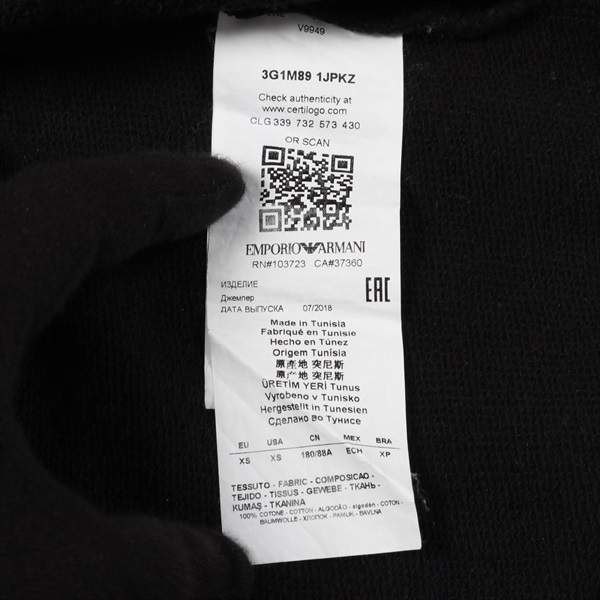 V9949
3G1M89 1JPKZ
Check authenticity at
www.certilogo.com
CLG 339 732 573 430
OR SCAN
EMPORIO ARMANI
RN#103723 CA#37360
ИЗДЕЛИЕ
Джемпер
ДАТА ВЫПУСКА 07/2018
EAC
Made in Tunisia
Fabriqué en Tunisie
Hecho en Túnez
Origem Tunísia
原產地 突尼斯
原产地 突尼斯
ÜRETİM YERİ Tunus
Vyrobeno v Tunisko
Hergestellt in Tunesien
Сделано во Тунисе
EU USA CN MEX BRA
XS XS 180/88A ECH XP
TESSUTO - FABRIC - COMPOSICAO -
TEJIDO - TISSUS - GEWEBE - ТКАНЬ -
KUMAŞ - TKANINA
100% COTONE - COTTON - ALGODÃO - algodón - COTON -
BAUMWOLLE - ХЛОПОК - PAMUK - BAVLNA